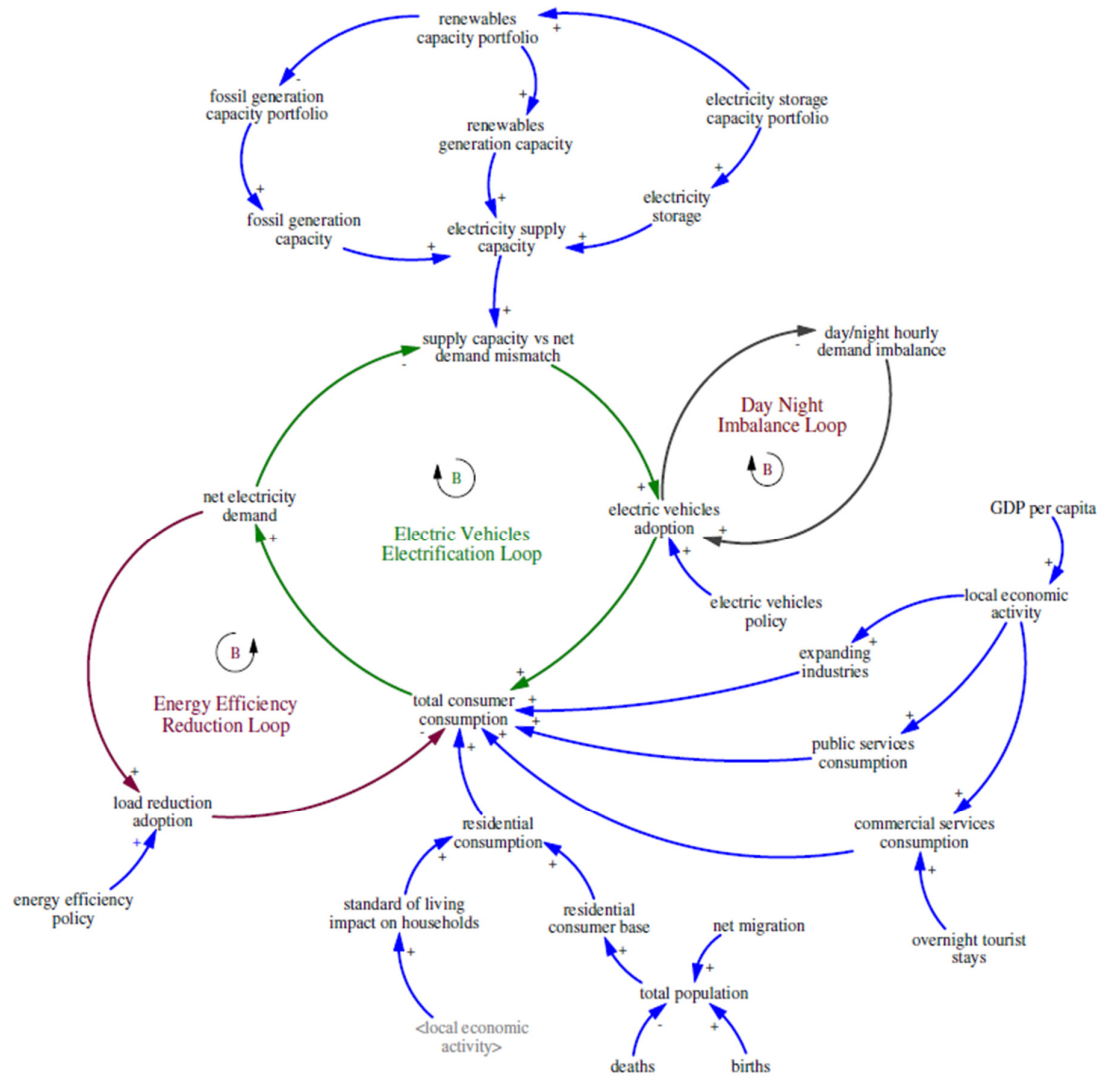 renewables
capacity portfolio
+
-
fossil generation
capacity portfolio
+
electricity storage
capacity portfolio
renewables
generation capacity
+
+
electricity
storage
+
fossil generation
capacity
+
electricity supply
capacity
+
+
supply capacity vs net
demand mismatch
-
day/night hourly
demand imbalance
-
Day Night
Imbalance Loop
B
B
+
net electricity
demand
+
electric vehicles
adoption
+
+
GDP per capita
+
Electric Vehicles
Electrification Loop
electric vehicles
policy
local economic
activity
+
expanding
industries
B
+
total consumer
consumption
+
+
+
-
+
Energy Efficiency
Reduction Loop
+
public services
consumption
+
load reduction
adoption
+
+
residential
consumption
+
+
commercial services
consumption
+
energy efficiency
policy
standard of living
impact on households
+
residential
consumer base
+
net migration
+
overnight tourist
stays
total population
-
+
<local economic
activity>
deaths
births